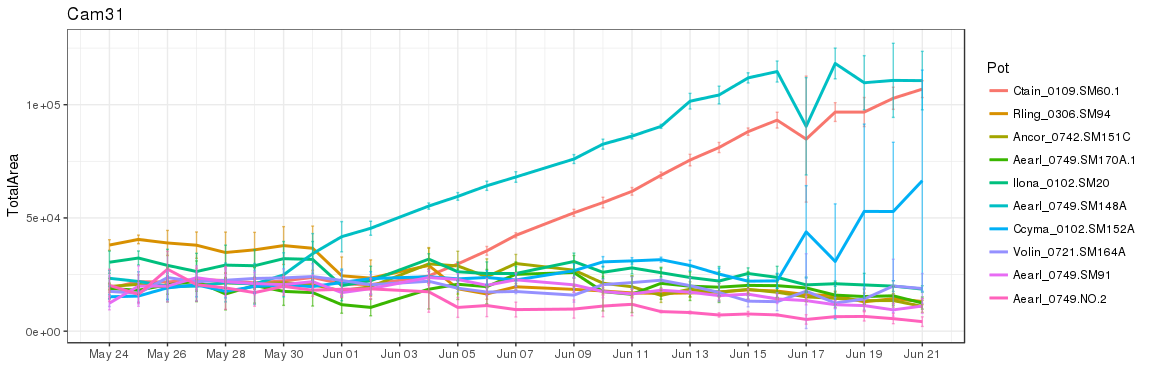 Cam31
TotalArea
1e+05
5e+04
0e+00
May 24 May 26 May 28 May 30 Jun 01 Jun 03 Jun 05 Jun 07 Jun 09 Jun 11 Jun 13 Jun 15 Jun 17 Jun 19 Jun 21
Pot
Ctain_0109.SM60.1
Rling_0306.SM94
Ancor_0742.SM151C
Aearl_0749.SM170A.1
Ilona_0102.SM20
Aearl_0749.SM148A
Ccyma_0102.SM152A
Volin_0721.SM164A
Aearl_0749.SM91
Aearl_0749.NO.2